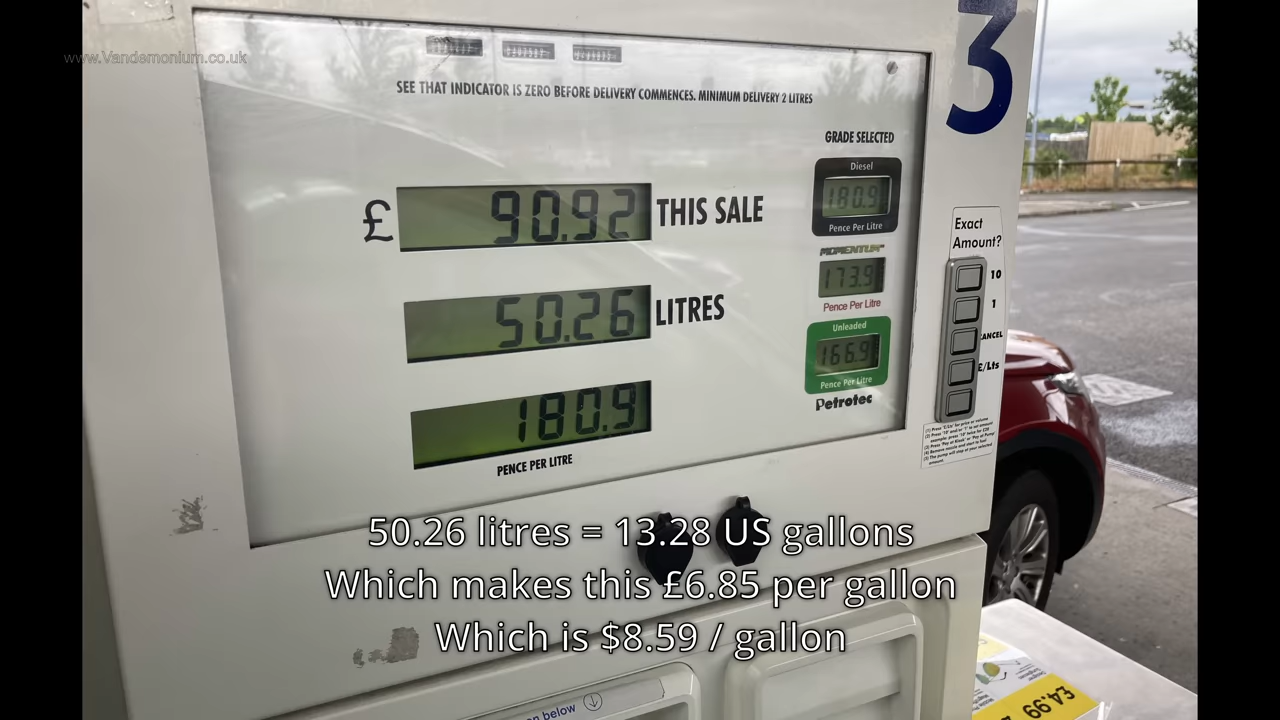 www.Vandemonium.co.uk
3
SEE THAT INDICATOR IS ZERO BEFORE DELIVERY COMMENCES. MINIMUM DELIVERY 2 LITRES
GRADE SELECTED
Diesel
180.9
Pence Per Litre
£ 90.92 THIS SALE
MOMENTUM
173.9
Pence Per Litre
50.26 LITRES
Unleaded
166.9
Pence Per Litre
Petrotec
180.9
PENCE PER LITRE
Exact
Amount?
10
1
CANCEL
£/Lts
50.26 litres = 13.28 US gallons
Which makes this £6.85 per gallon
Which is $8.59 / gallon
below
£4.99